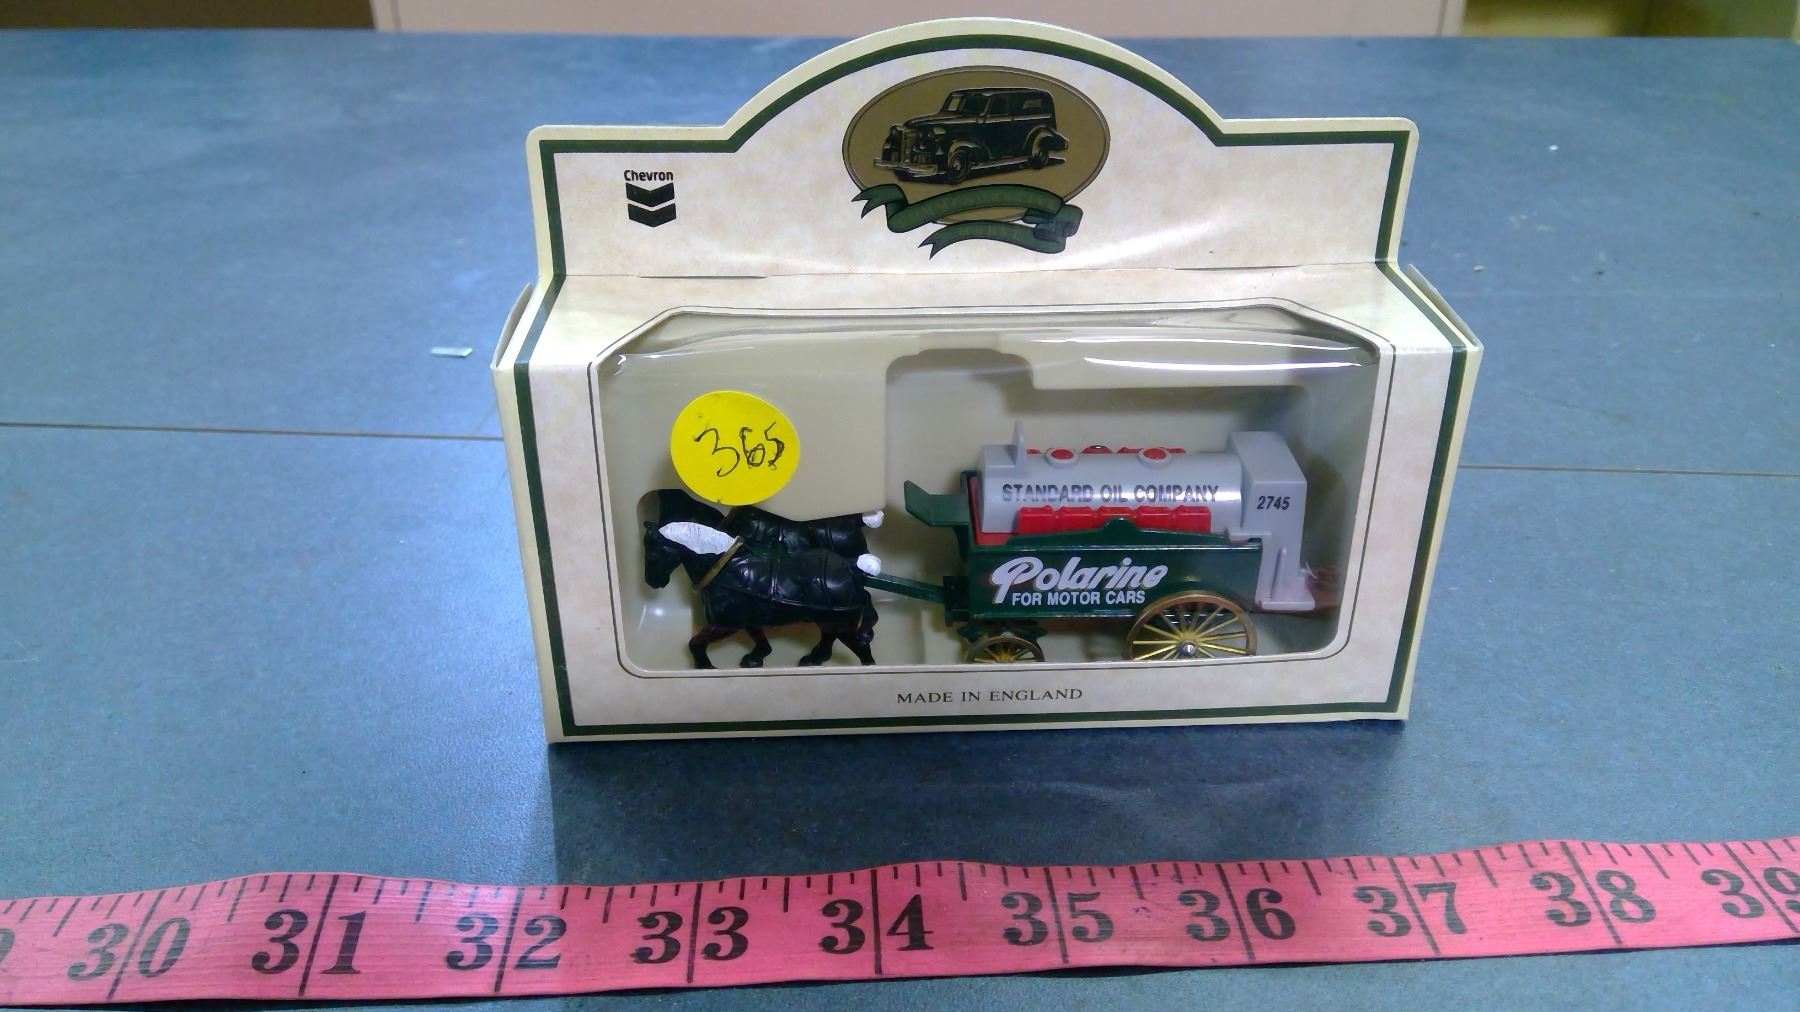 Chevron
365
STANDARD OIL COMPANY
2745
Polarine
FOR MOTOR CARS
MADE IN ENGLAND
30 31 32 33 34 35 36 37 38 39